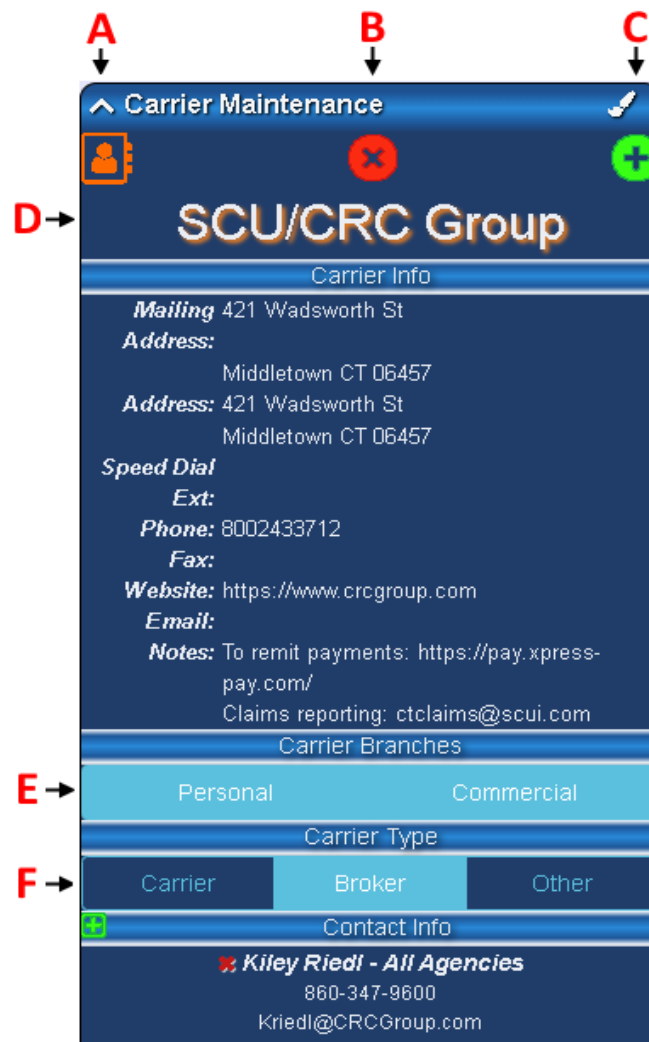 A B C
Carrier Maintenance
D
SCU/CRC Group
Carrier Info
Mailing 421 Wadsworth St
Address:
Middletown CT 06457
Address: 421 Wadsworth St
Middletown CT 06457
Speed Dial
Ext:
Phone: 8002433712
Fax:
Website: https://www.crcgroup.com
Email:
Notes: To remit payments: https://pay.xpress-
pay.com/
Claims reporting: ctclaims@scui.com
Carrier Branches
E Personal Commercial
Carrier Type
F Carrier Broker Other
Contact Info
Kiley Riedl - All Agencies
860-347-9600
Kriedl@CRCGroup.com